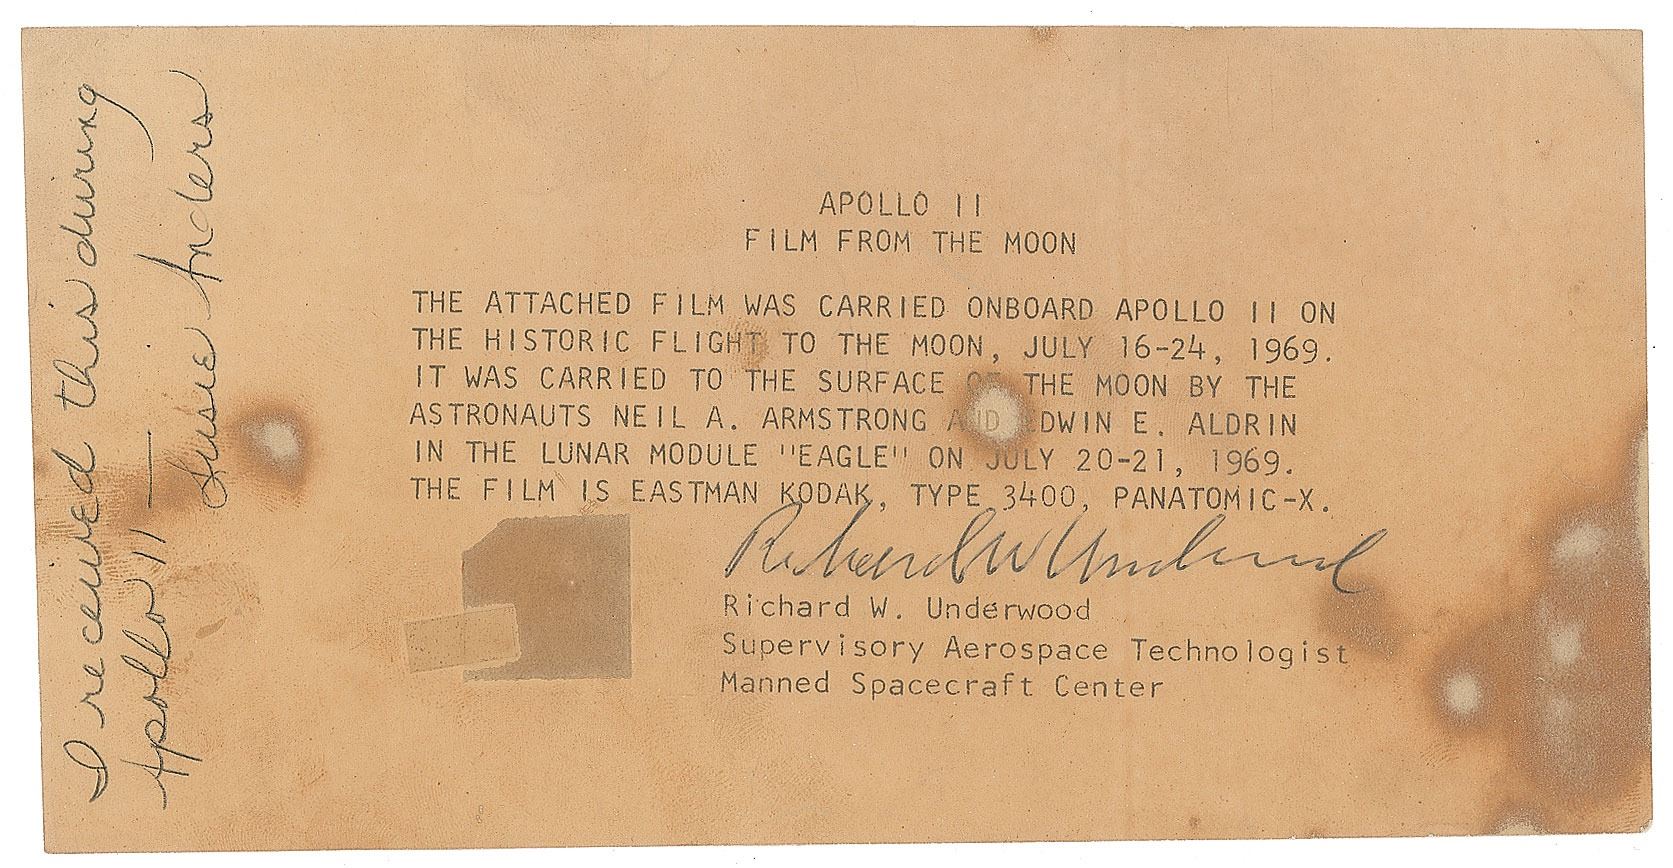 I received this during
Apollo 11 —
Susie Anders
APOLLO 11
FILM FROM THE MOON
THE ATTACHED FILM WAS CARRIED ONBOARD APOLLO 11 ON
THE HISTORIC FLIGHT TO THE MOON, JULY 16-24, 1969.
IT WAS CARRIED TO THE SURFACE OF THE MOON BY THE
ASTRONAUTS NEIL A. ARMSTRONG AND EDWIN E. ALDRIN
IN THE LUNAR MODULE "EAGLE" ON JULY 20-21, 1969.
THE FILM IS EASTMAN KODAK, TYPE 3400, PANATOMIC-X.
Richard W Underwood
Richard W. Underwood
Supervisory Aerospace Technologist
Manned Spacecraft Center